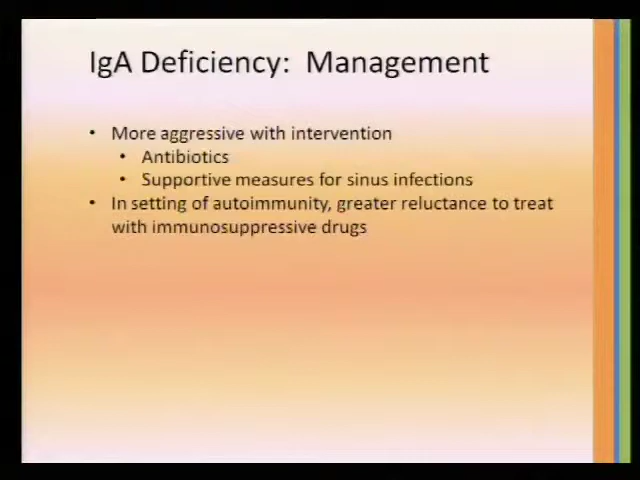 IgA Deficiency: Management
• More aggressive with intervention
• Antibiotics
• Supportive measures for sinus infections
• In setting of autoimmunity, greater reluctance to treat
with immunosuppressive drugs